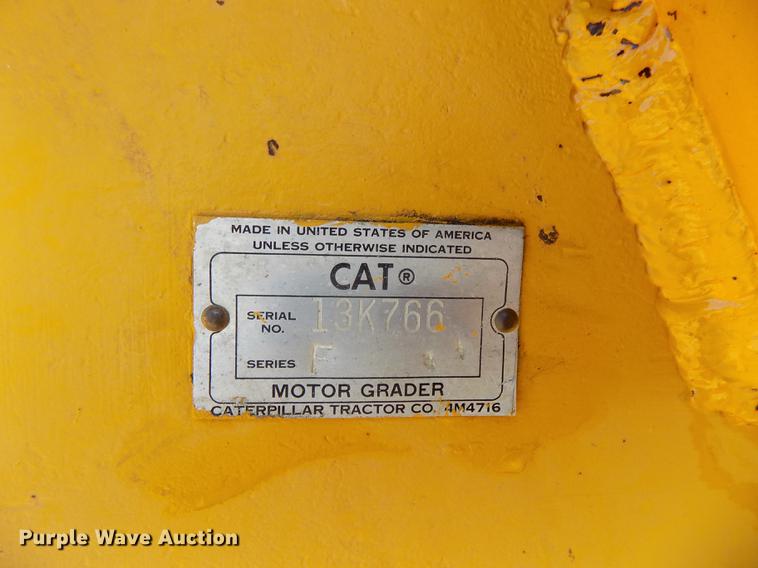 MADE IN UNITED STATES OF AMERICA
UNLESS OTHERWISE INDICATED
CAT®
SERIAL NO. 13K766
SERIES F
MOTOR GRADER
CATERPILLAR TRACTOR CO. 4M4716
Purple Wave Auction